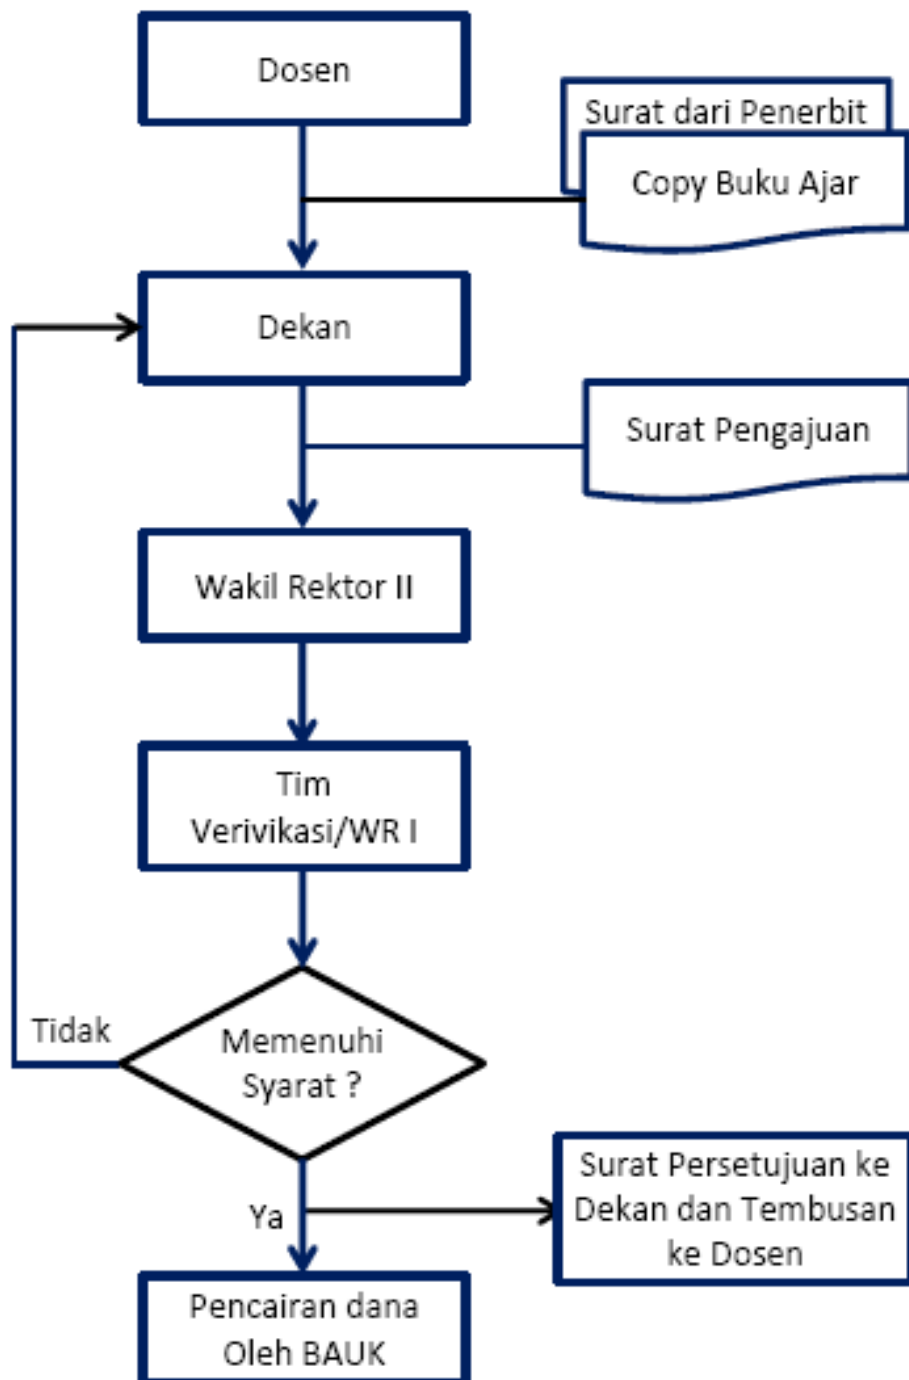 Dosen
Surat dari Penerbit
Copy Buku Ajar
Dekan
Surat Pengajuan
Wakil Rektor II
Tim
Verivikasi/WR I
Tidak
Memenuhi
Syarat ?
Surat Persetujuan ke
Dekan dan Tembusan
ke Dosen
Ya
Pencairan dana
Oleh BAUK